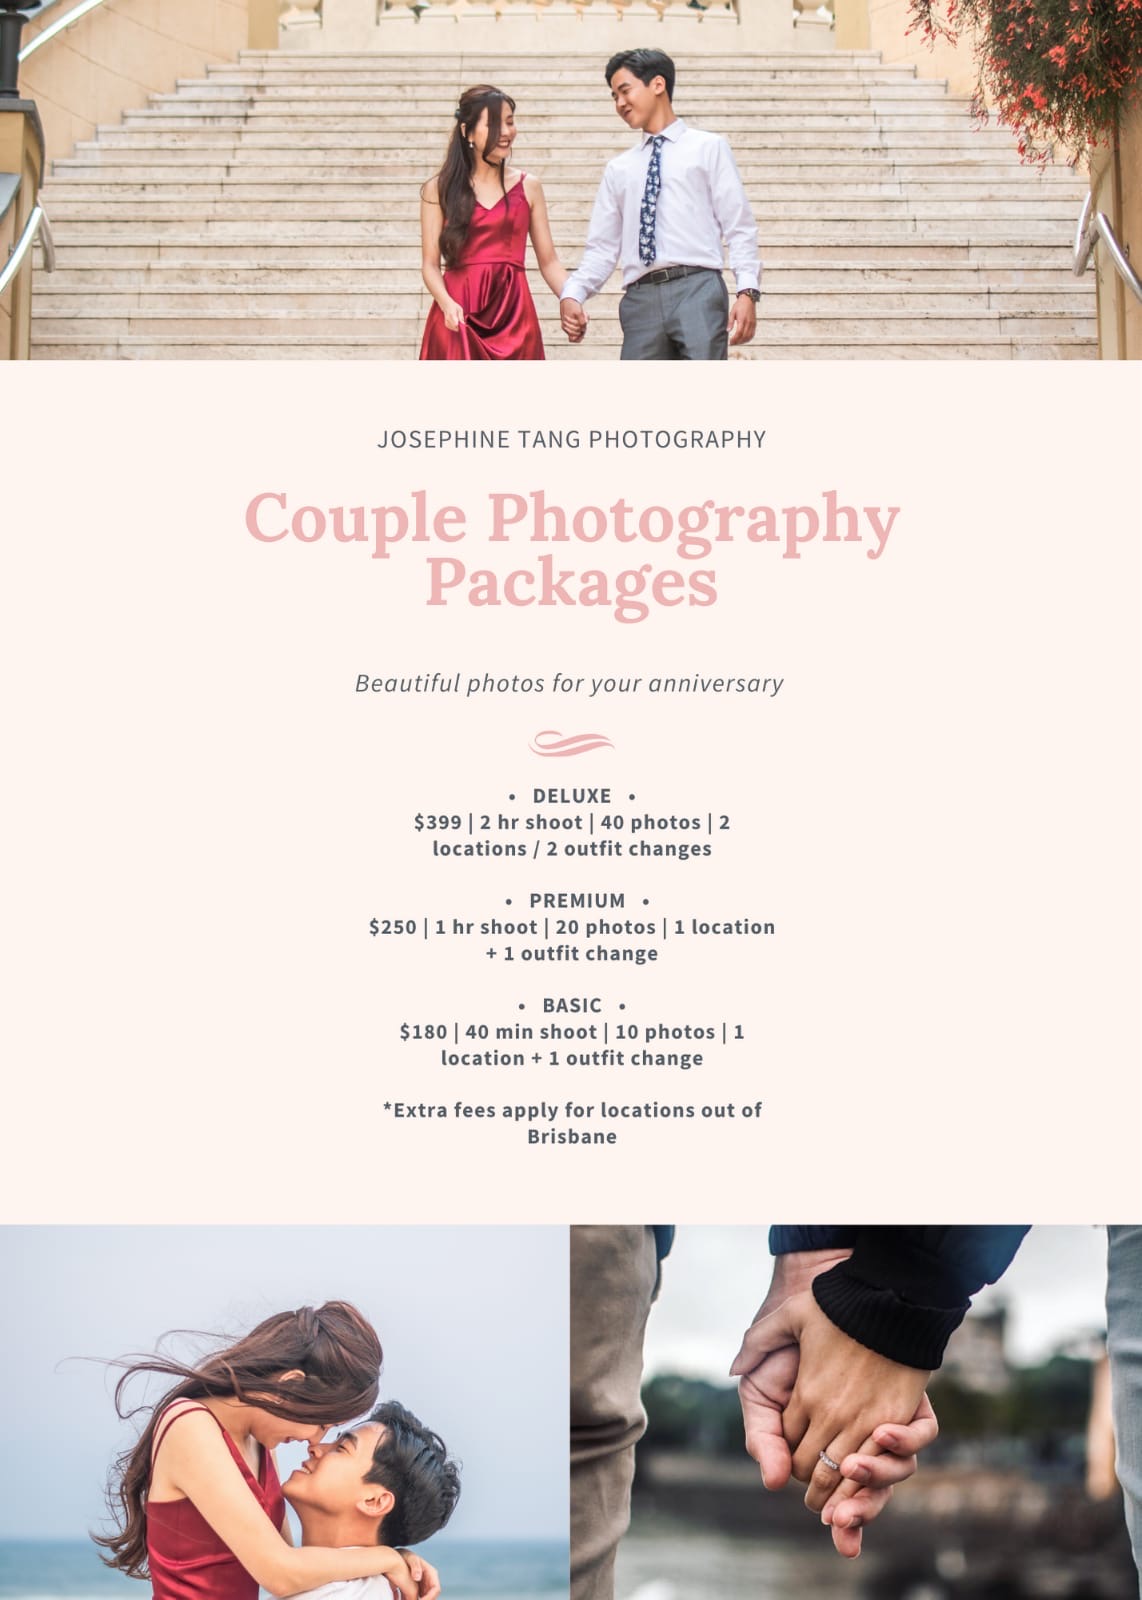 JOSEPHINE TANG PHOTOGRAPHY
Couple Photography
Packages
Beautiful photos for your anniversary
• DELUXE •
$399 | 2 hr shoot | 40 photos | 2
locations / 2 outfit changes
• PREMIUM •
$250 | 1 hr shoot | 20 photos | 1 location
+ 1 outfit change
• BASIC •
$180 | 40 min shoot | 10 photos | 1
location + 1 outfit change
*Extra fees apply for locations out of
Brisbane